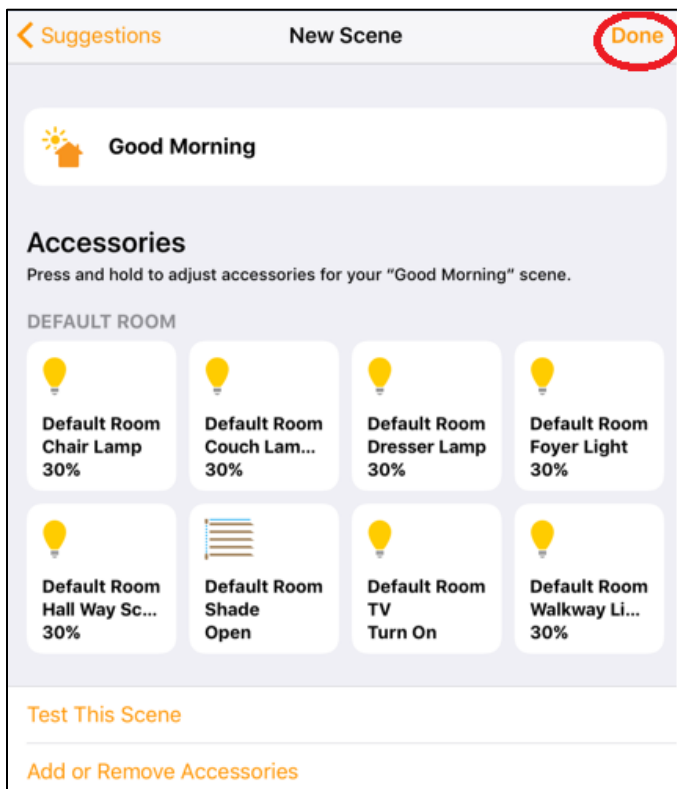 Suggestions New Scene Done
Good Morning
Accessories
Press and hold to adjust accessories for your “Good Morning” scene.
DEFAULT ROOM
Default Room
Chair Lamp
30%
Default Room
Couch Lam...
30%
Default Room
Dresser Lamp
30%
Default Room
Foyer Light
30%
Default Room
Hall Way Sc...
30%
Default Room
Shade
Open
Default Room
TV
Turn On
Default Room
Walkway Li...
30%
Test This Scene
Add or Remove Accessories